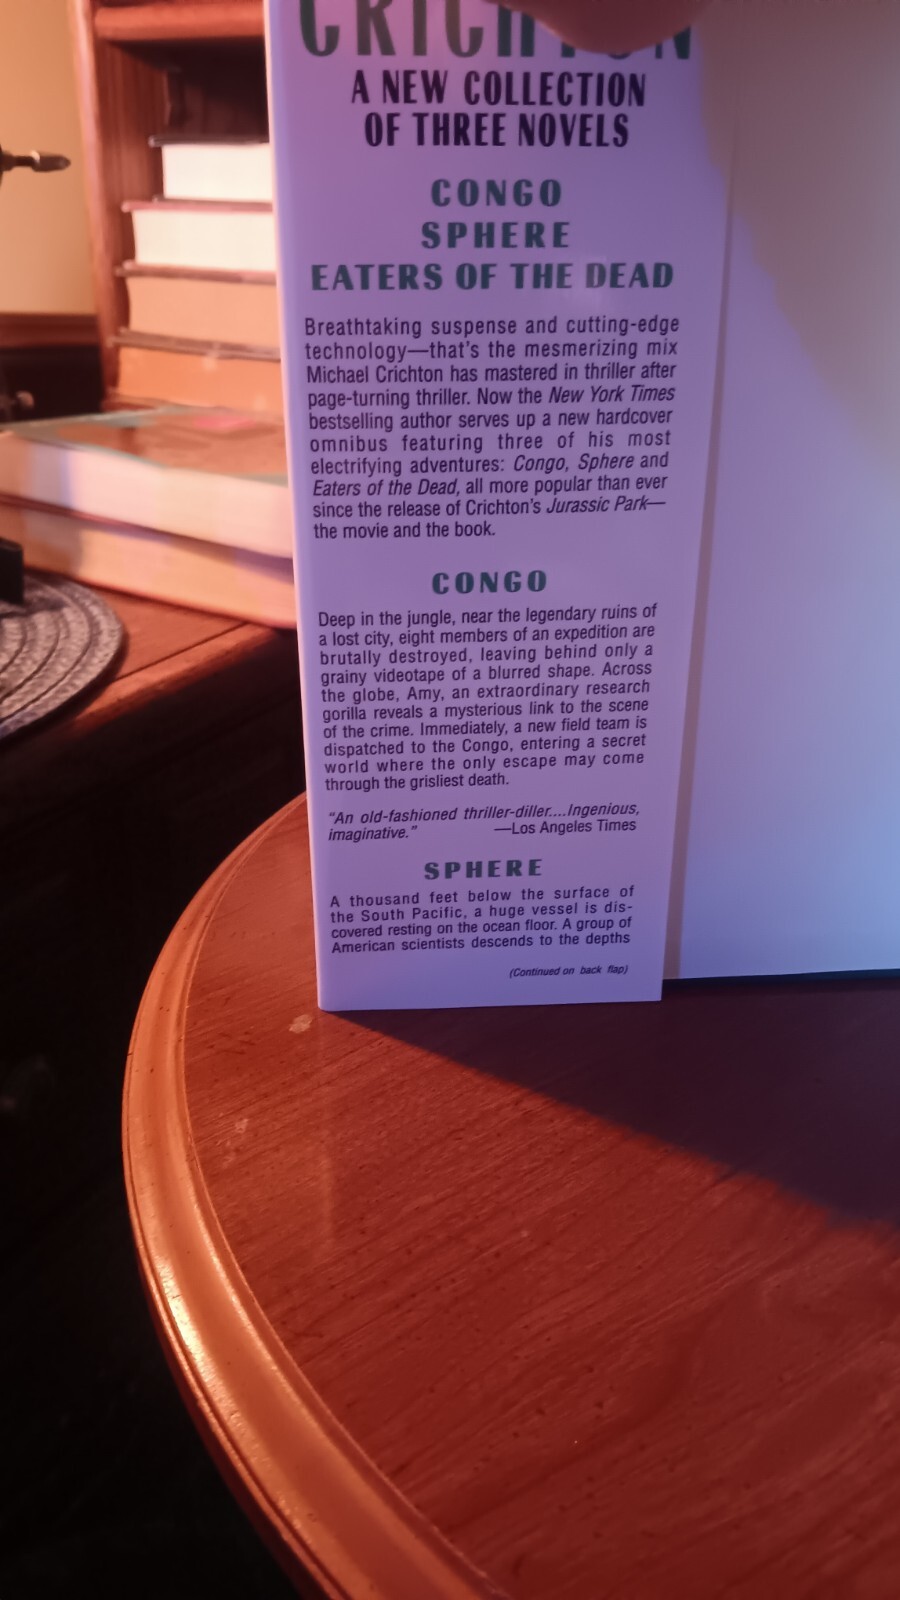 CRICHTON
A NEW COLLECTION
OF THREE NOVELS
CONGO
SPHERE
EATERS OF THE DEAD
Breathtaking suspense and cutting-edge
technology—that's the mesmerizing mix
Michael Crichton has mastered in thriller after
page-turning thriller. Now the New York Times
bestselling author serves up a new hardcover
omnibus featuring three of his most
electrifying adventures: Congo, Sphere and
Eaters of the Dead, all more popular than ever
since the release of Crichton's Jurassic Park—
the movie and the book.
CONGO
Deep in the jungle, near the legendary ruins of
a lost city, eight members of an expedition are
brutally destroyed, leaving behind only a
grainy videotape of a blurred shape. Across
the globe, Amy, an extraordinary research
gorilla reveals a mysterious link to the scene
of the crime. Immediately, a new field team is
dispatched to the Congo, entering a secret
world where the only escape may come
through the grisliest death.
"An old-fashioned thriller-diller....Ingenious,
imaginative." —Los Angeles Times
SPHERE
A thousand feet below the surface of
the South Pacific, a huge vessel is dis-
covered resting on the ocean floor. A group of
American scientists descends to the depths
(Continued on back flap)